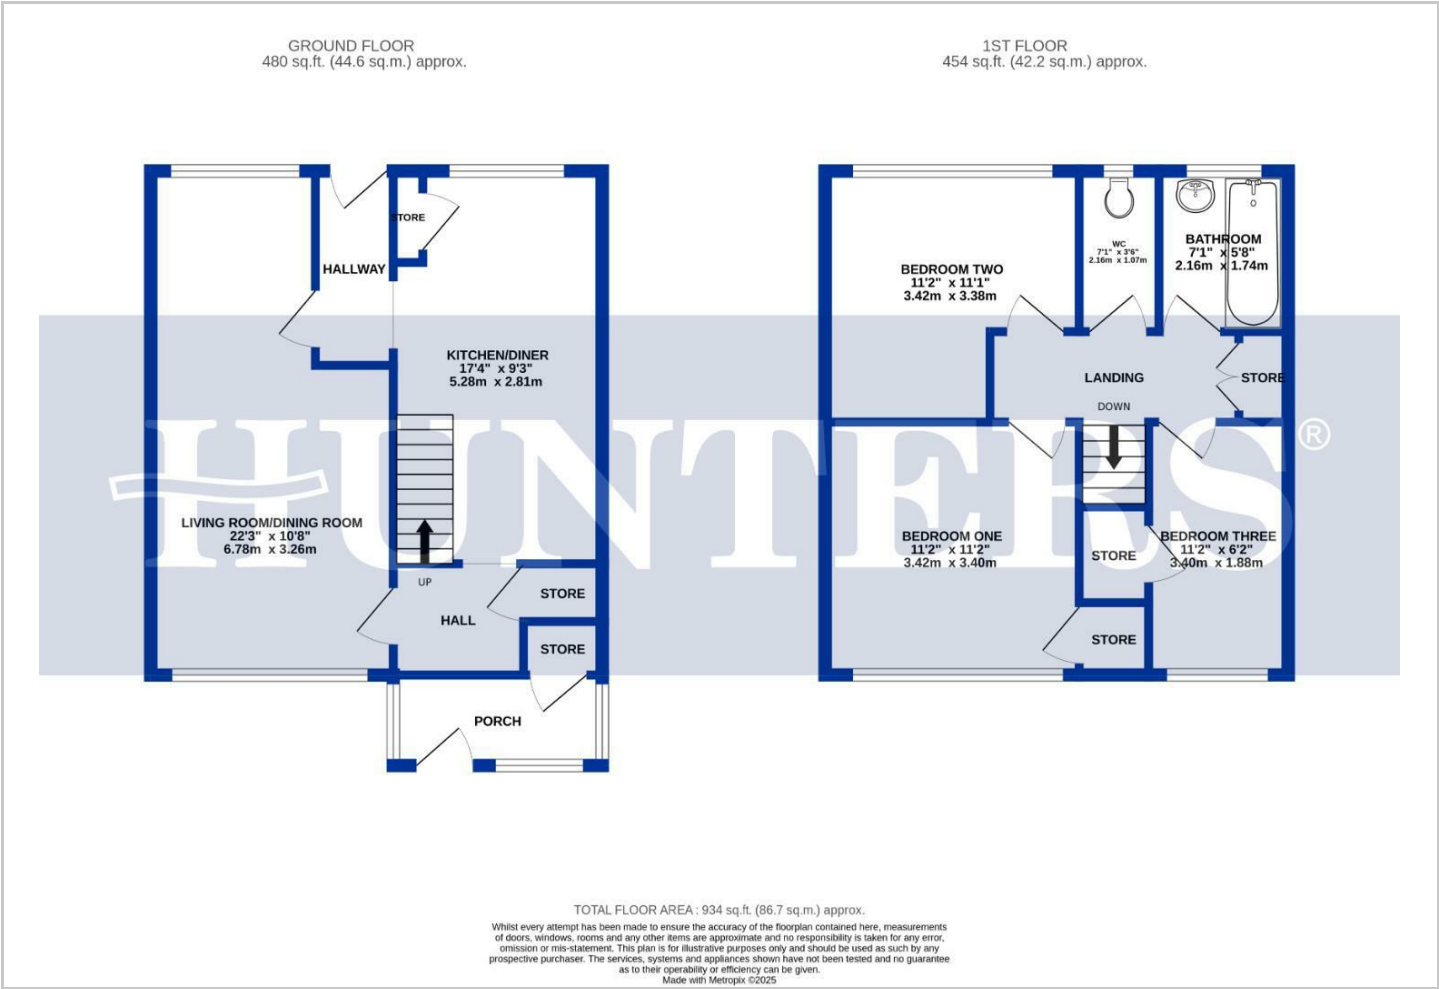 GROUND FLOOR
480 sq.ft. (44.6 sq.m.) approx.
1ST FLOOR
454 sq.ft. (42.2 sq.m.) approx.
STORE
HALLWAY
KITCHEN/DINER
17'4" x 9'3"
5.28m x 2.81m
LIVING ROOM/DINING ROOM
22'3" x 10'8"
6.78m x 3.26m
UP
HALL
STORE
STORE
PORCH
BEDROOM TWO
11'2" x 11'1"
3.42m x 3.38m
WC
7'1" x 3'6"
2.16m x 1.07m
BATHROOM
7'1" x 5'8"
2.16m x 1.74m
LANDING
DOWN
STORE
BEDROOM ONE
11'2" x 11'2"
3.42m x 3.40m
STORE
BEDROOM THREE
11'2" x 6'2"
3.40m x 1.88m
STORE
HUNTERS®
TOTAL FLOOR AREA : 934 sq.ft. (86.7 sq.m.) approx.
Whilst every attempt has been made to ensure the accuracy of the floorplan contained here, measurements
of doors, windows, rooms and any other items are approximate and no responsibility is taken for any error,
omission or mis-statement. This plan is for illustrative purposes only and should be used as such by any
prospective purchaser. The services, systems and appliances shown have not been tested and no guarantee
as to their operability or efficiency can be given.
Made with Metropix ©2025